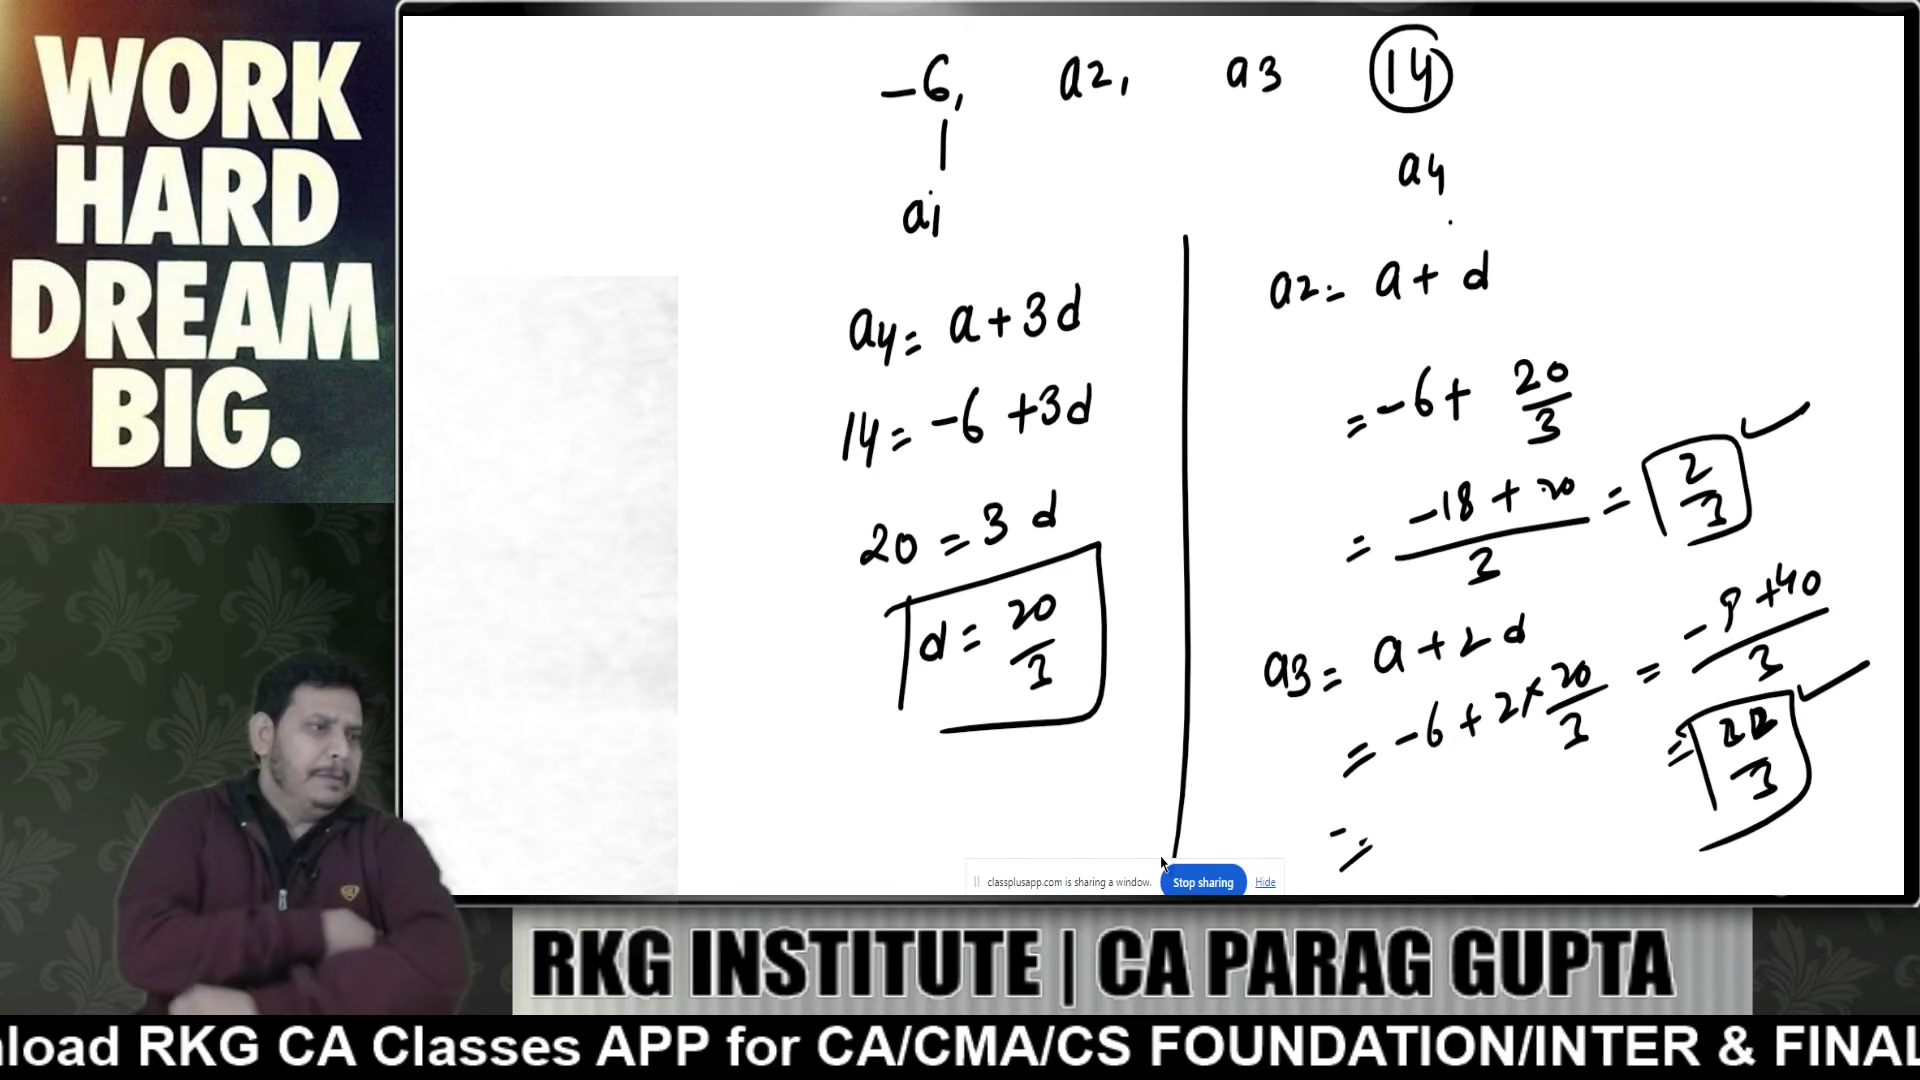 WORK
HARD
DREAM
BIG.
-6, a2, a3 14
a1 a4
a4 = a + 3d
14 = -6 + 3d
20 = 3d
d = 20/3
a2 = a + d
= -6 + 20/3
= -18 + 20 / 3 = 2/3
a3 = a + 2d
= -6 + 2 × 20/3 = -9 + 40 / 3
= 22/3
=
classplusapp.com is sharing a window. Stop sharing Hide
RKG INSTITUTE | CA PARAG GUPTA
nload RKG CA Classes APP for CA/CMA/CS FOUNDATION/INTER & FINAL